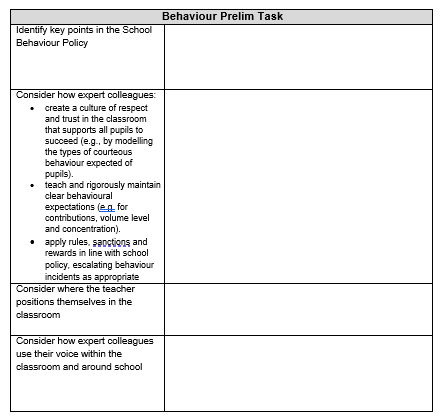 Behaviour Prelim Task
Identify key points in the School
Behaviour Policy
Consider how expert colleagues:
• create a culture of respect
and trust in the classroom
that supports all pupils to
succeed (e.g., by modelling
the types of courteous
behaviour expected of
pupils).
• teach and rigorously maintain
clear behavioural
expectations (e.g. for
contributions, volume level
and concentration).
• apply rules, sanctions and
rewards in line with school
policy, escalating behaviour
incidents as appropriate
Consider where the teacher
positions themselves in the
classroom
Consider how expert colleagues
use their voice within the
classroom and around school